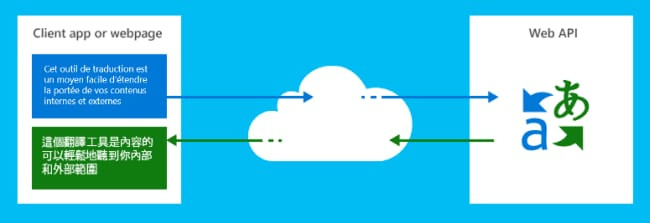 Client app or webpage
Cet outil de traduction est
un moyen facile d'étendre
la portée de vos contenus
internes et externes
這個翻譯工具是內容的
可以輕鬆地聽到你內部
和外部範圍
Web API
あ
a